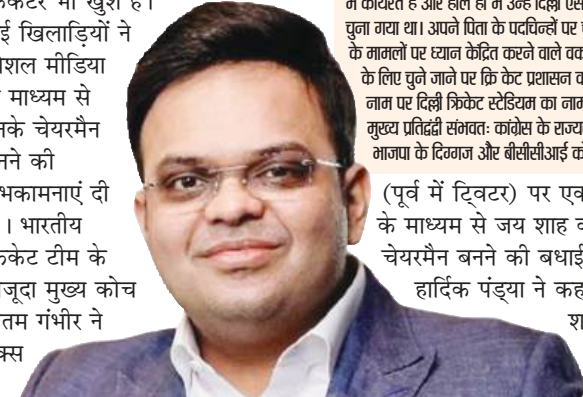 केटर भी खुश हैं।
ई खिलाड़ियों ने
शल मीडिया
माध्यम से
नके चेयरमैन
नने की
भकामनाएं दी
। भारतीय
केट टीम के
जूदा मुख्य कोच
तम गंभीर ने
क्स
में कार्यरत हैं और हाल ही में उन्हें दिल्ली एस
चुना गया था। अपने पिता के पदचिन्हों पर च
के मामलों पर ध्यान केंद्रित करने वाले वक
के लिए चुने जाने पर क्रि केट प्रशासन क
नाम पर दिल्ली क्रिकेट स्टेडियम का नाम
मुख्य प्रतिद्वंद्वी संभवतः कांग्रेस के राज्य
भाजपा के दिग्गज और बीसीसीआई को
(पूर्व में ट्विटर) पर एव
के माध्यम से जय शाह व
चेयरमैन बनने की बधाई
हार्दिक पंड्या ने कह
श